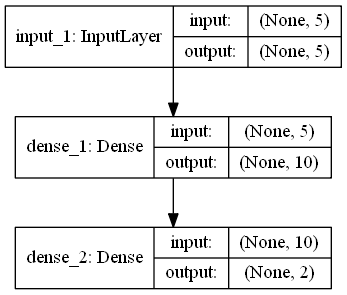 input_1: InputLayer
input: (None, 5)
output: (None, 5)
dense_1: Dense
input: (None, 5)
output: (None, 10)
dense_2: Dense
input: (None, 10)
output: (None, 2)